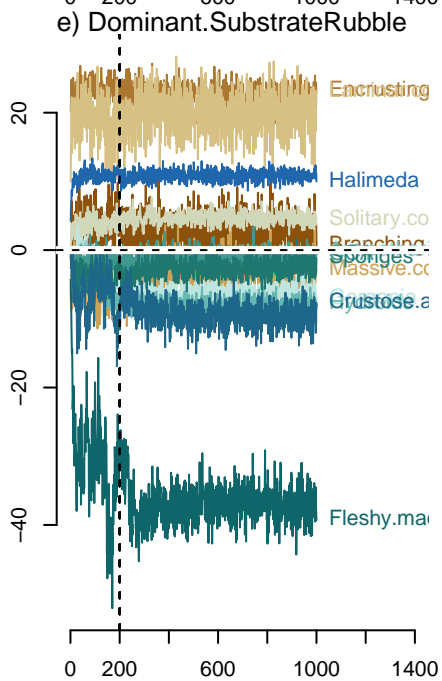 0 200 600 1000 1400
e) Dominant.SubstrateRubble
20
Encrusting
Halimeda
Solitary.co
Branching
0
Sponges
Massive.co
Crustose.a
−20
−40
Fleshy.mac
0 200 600 1000 1400